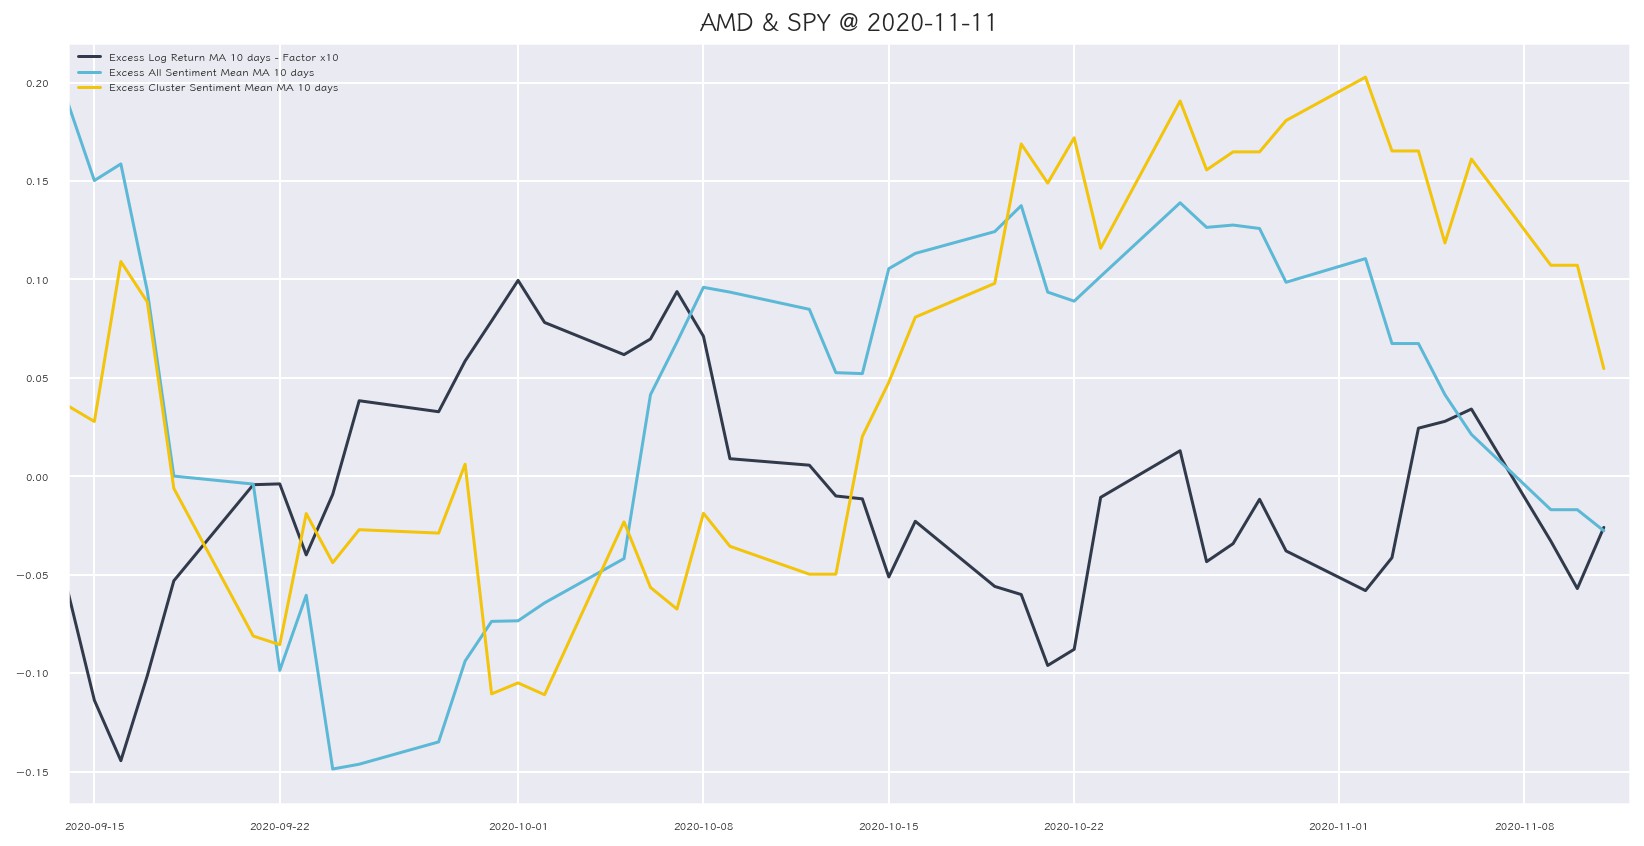 AMD & SPY @ 2020-11-11
Excess Log Return MA 10 days - Factor x10
Excess All Sentiment Mean MA 10 days
Excess Cluster Sentiment Mean MA 10 days
0.20
0.15
0.10
0.05
0.00
−0.05
−0.10
−0.15
2020-09-15 2020-09-22 2020-10-01 2020-10-08 2020-10-15 2020-10-22 2020-11-01 2020-11-08